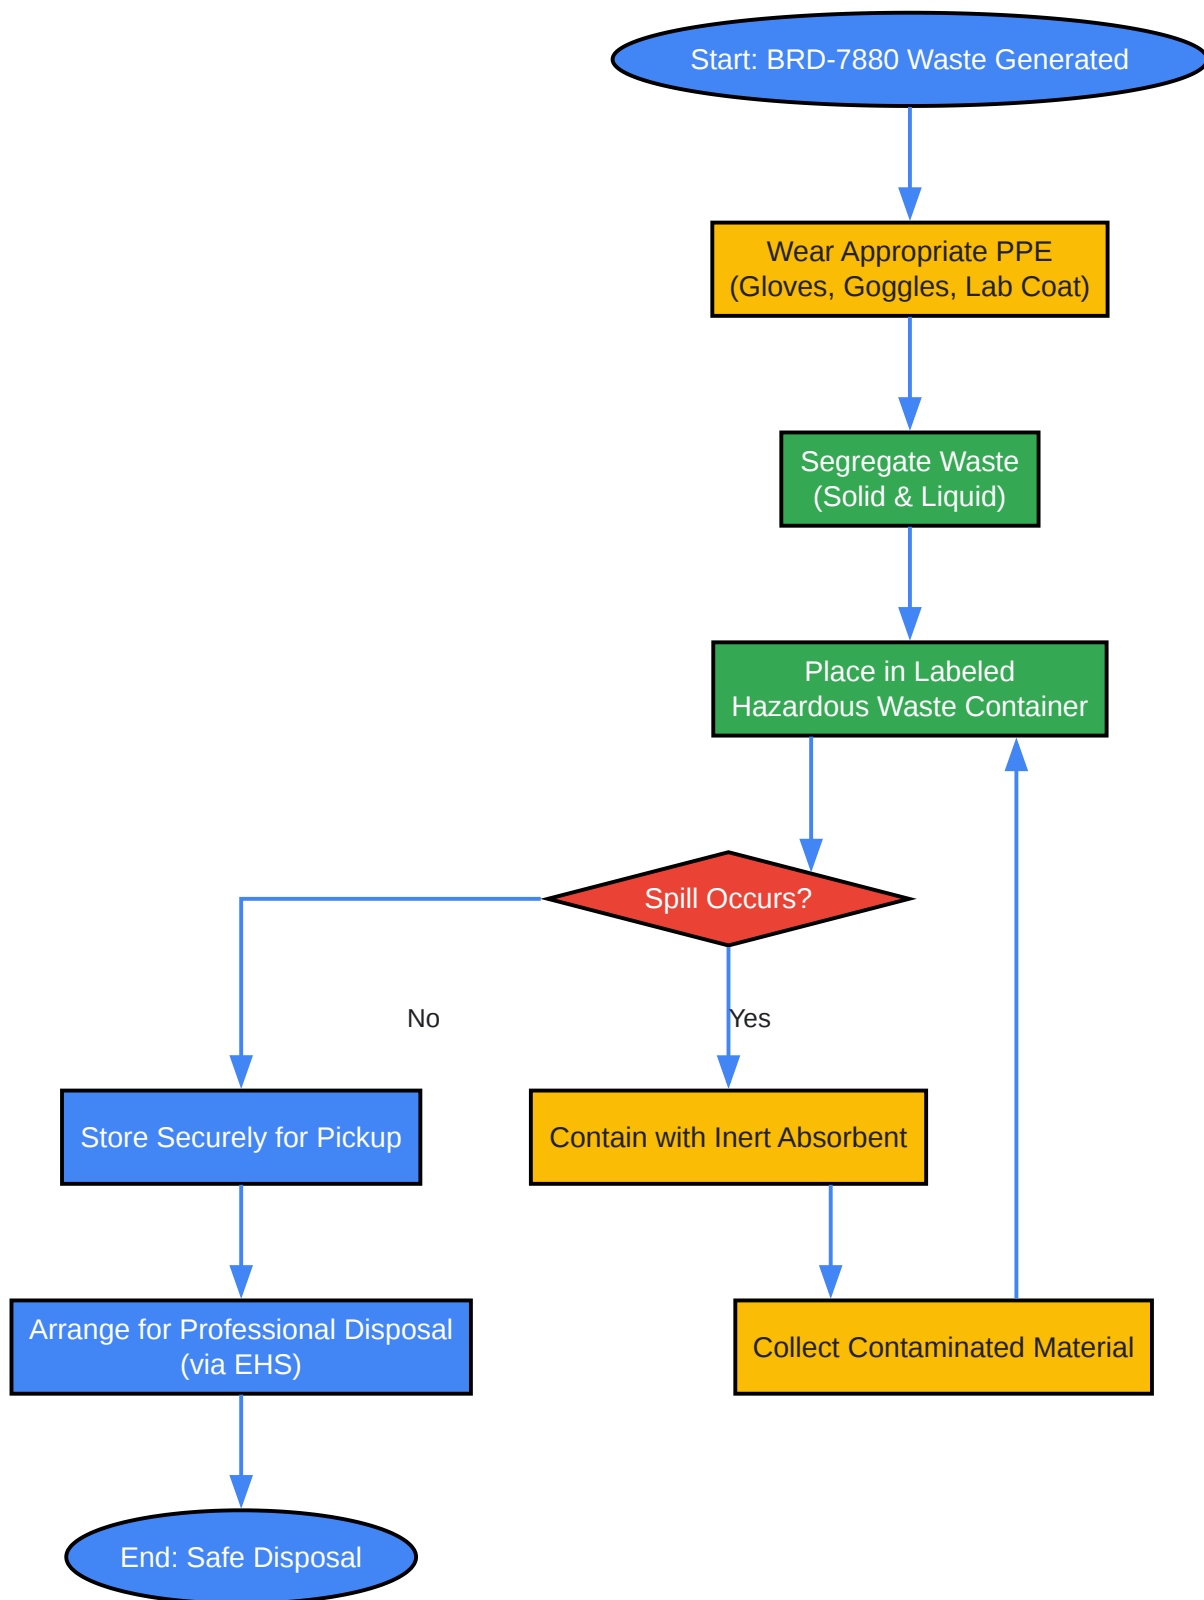 Start: BRD-7880 Waste Generated
Wear Appropriate PPE
(Gloves, Goggles, Lab Coat)
Segregate Waste
(Solid & Liquid)
Place in Labeled
Hazardous Waste Container
Spill Occurs?
No
Yes
Store Securely for Pickup
Contain with Inert Absorbent
Arrange for Professional Disposal
(via EHS)
Collect Contaminated Material
End: Safe Disposal